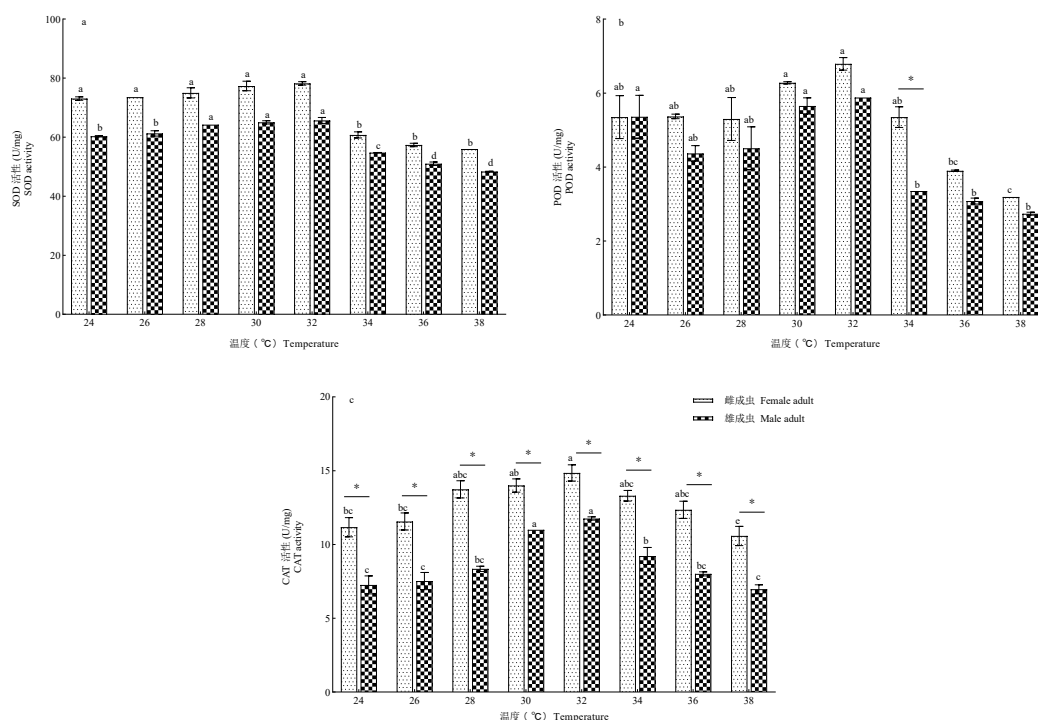 a
SOD 活性 (U/mg)
SOD activity
100
80
60
40
20
0
a
b
a
b
a
a
a
a
a
a
b
c
b
d
b
d
24
26
28
30
32
34
36
38
温度 ( ℃ ) Temperature
b
POD 活性 (U/mg)
POD activity
8
6
4
2
0
ab
a
ab
ab
ab
ab
a
a
a
a
*
ab
b
bc
b
c
b
24
26
28
30
32
34
36
38
温度 ( ℃ ) Temperature
c
雌成虫 Female adult
雄成虫 Male adult
CAT 活性 (U/mg)
CAT activity
20
15
10
5
0
*
bc
c
*
bc
c
*
abc
bc
*
ab
a
*
a
a
*
abc
b
*
abc
bc
*
e
c
24
26
28
30
32
34
36
38
温度 ( ℃ ) Temperature